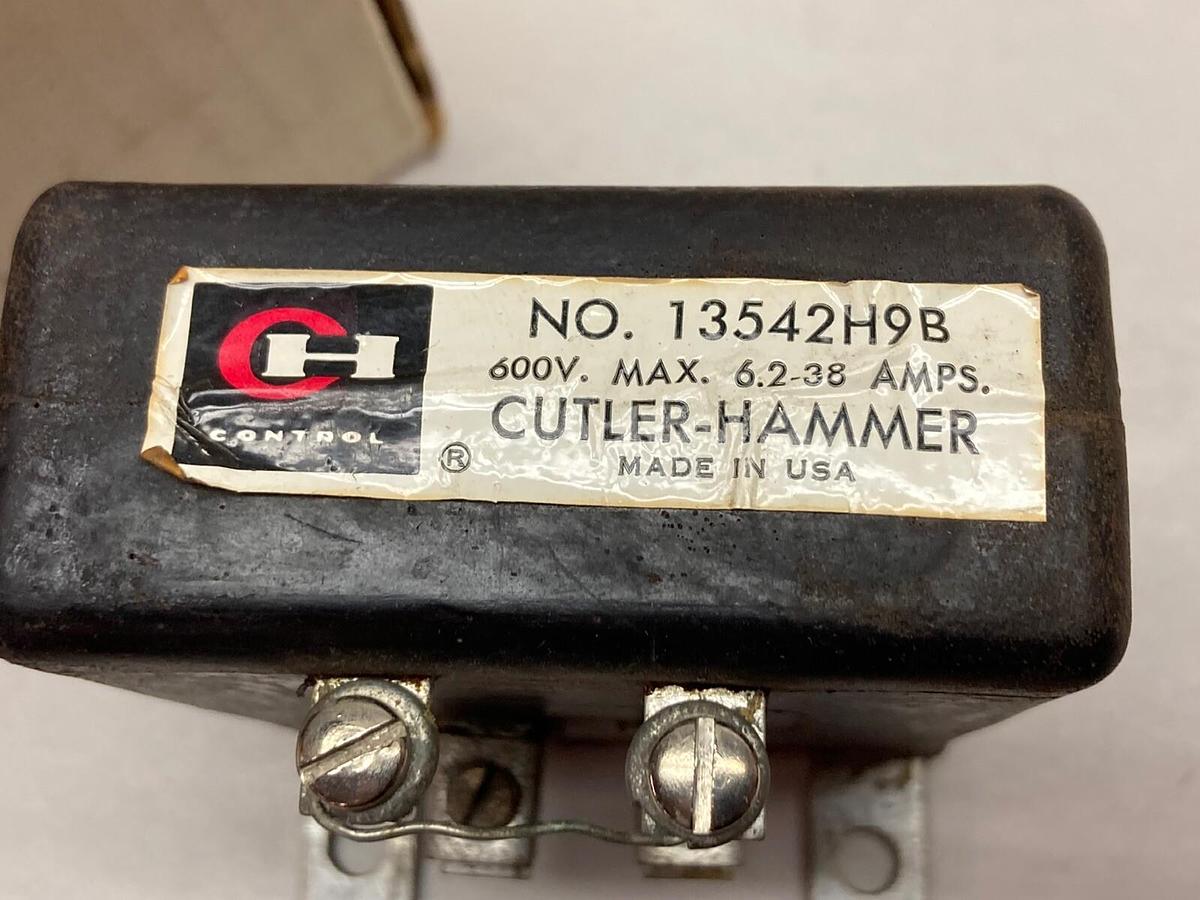 CH
CONTROL
®
NO. 13542H9B
600V. MAX. 6.2-38 AMPS.
CUTLER-HAMMER
MADE IN USA